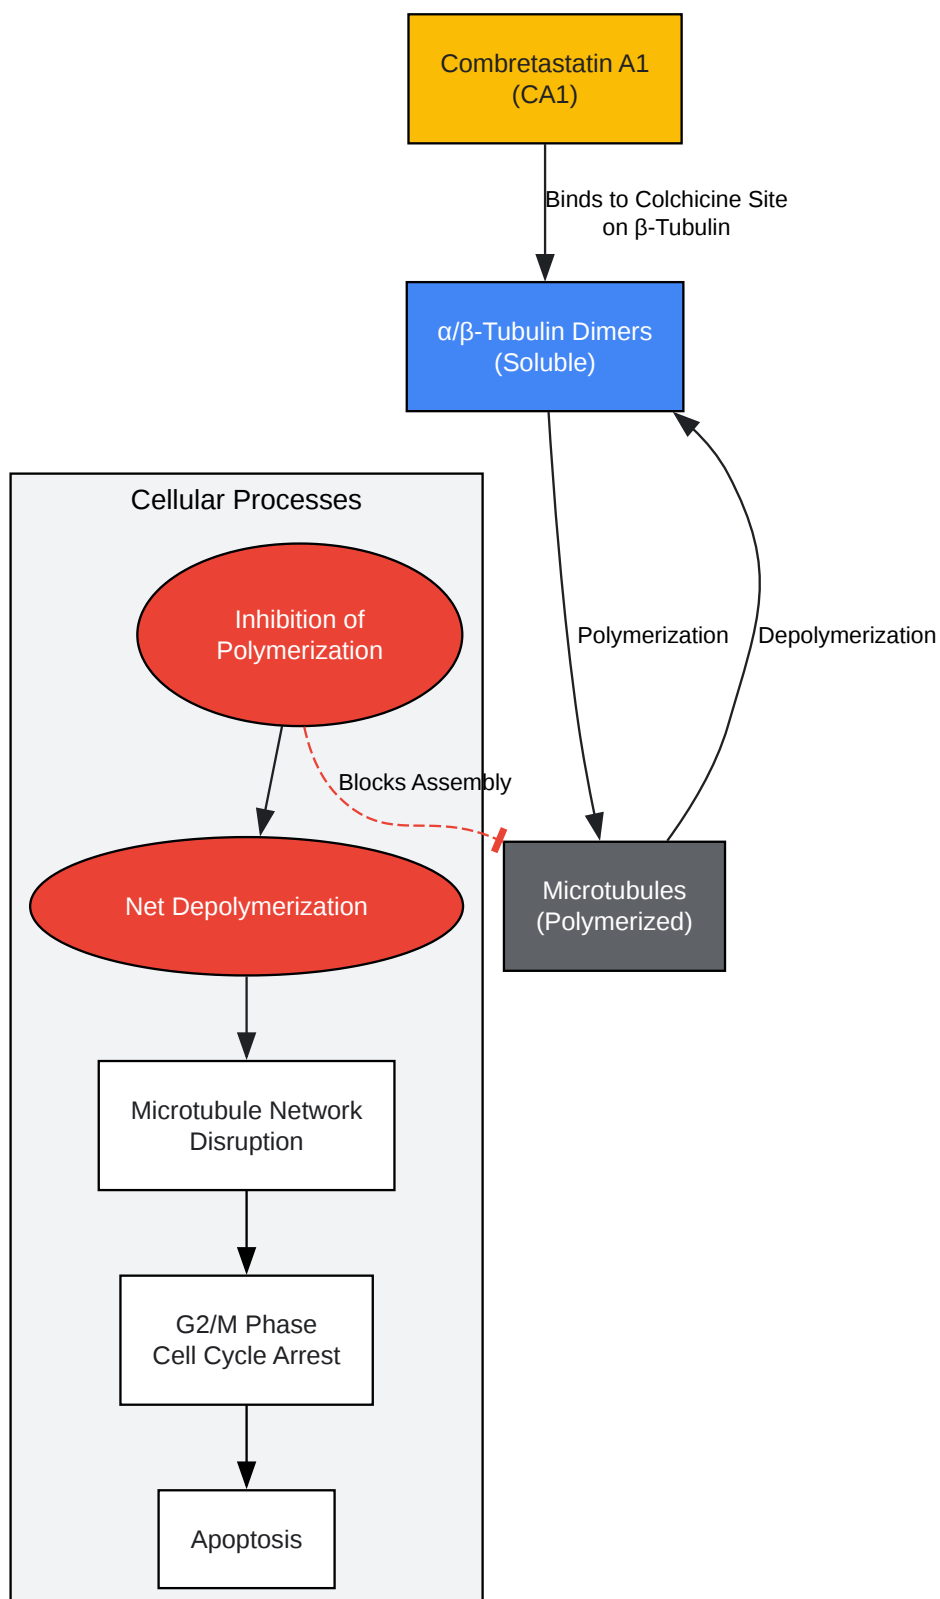 Combretastatin A1
(CA1)
Binds to Colchicine Site
on β-Tubulin
α/β-Tubulin Dimers
(Soluble)
Cellular Processes
Inhibition of
Polymerization
Polymerization
Depolymerization
Blocks Assembly
Net Depolymerization
Microtubules
(Polymerized)
Microtubule Network
Disruption
G2/M Phase
Cell Cycle Arrest
Apoptosis